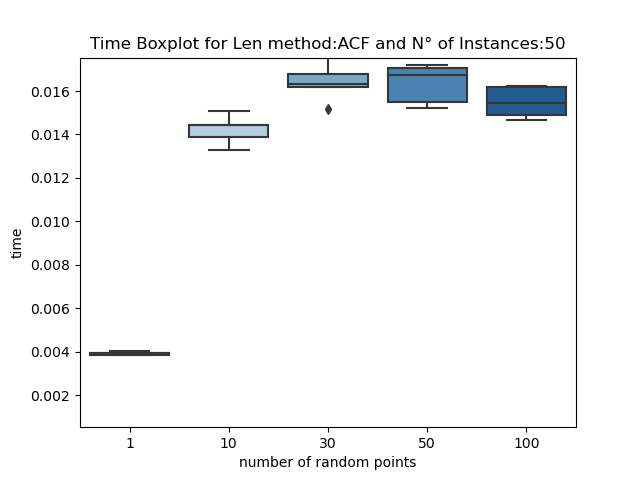 Time Boxplot for Len method:ACF and N° of Instances:50
0.016
0.014
0.012
0.010
0.008
0.006
0.004
0.002
time
1 10 30 50 100
number of random points